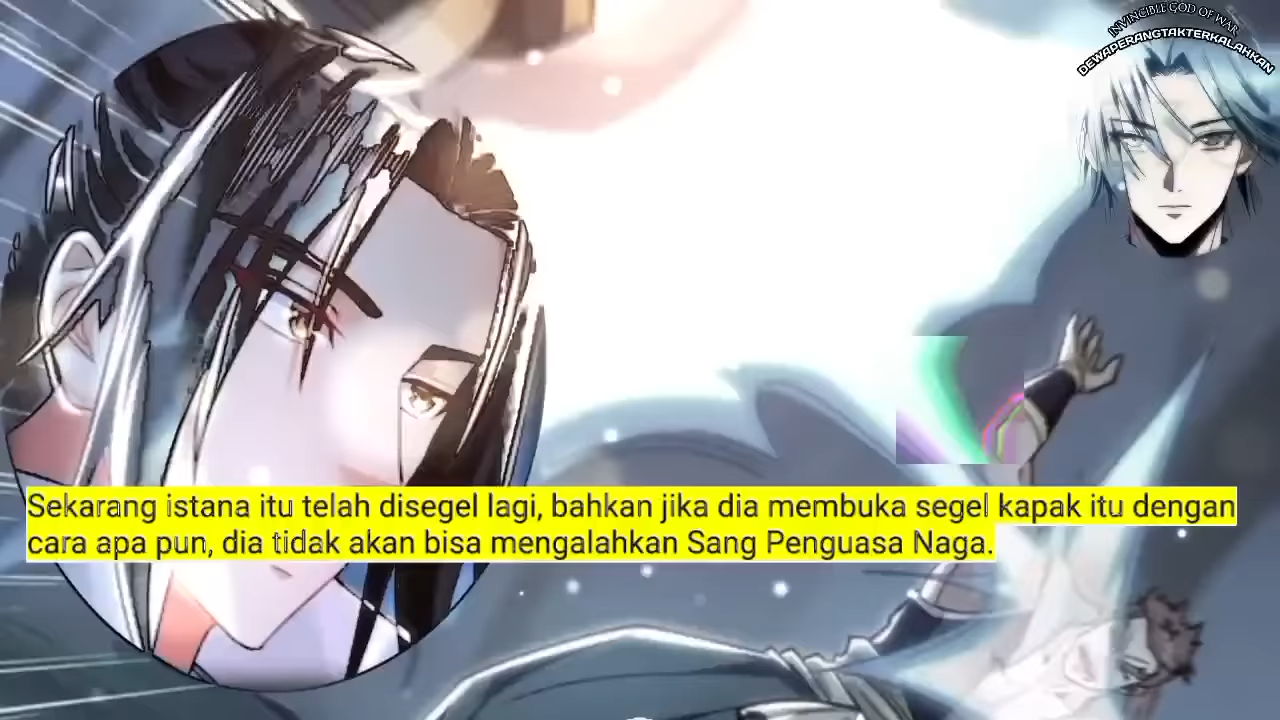 INVINCIBLE GOD OF WAR
DEWAPERANGTAKTERKALAHKAN
Sekarang istana itu telah disegel lagi, bahkan jika dia membuka segel kapak itu dengan
cara apa pun, dia tidak akan bisa mengalahkan Sang Penguasa Naga.